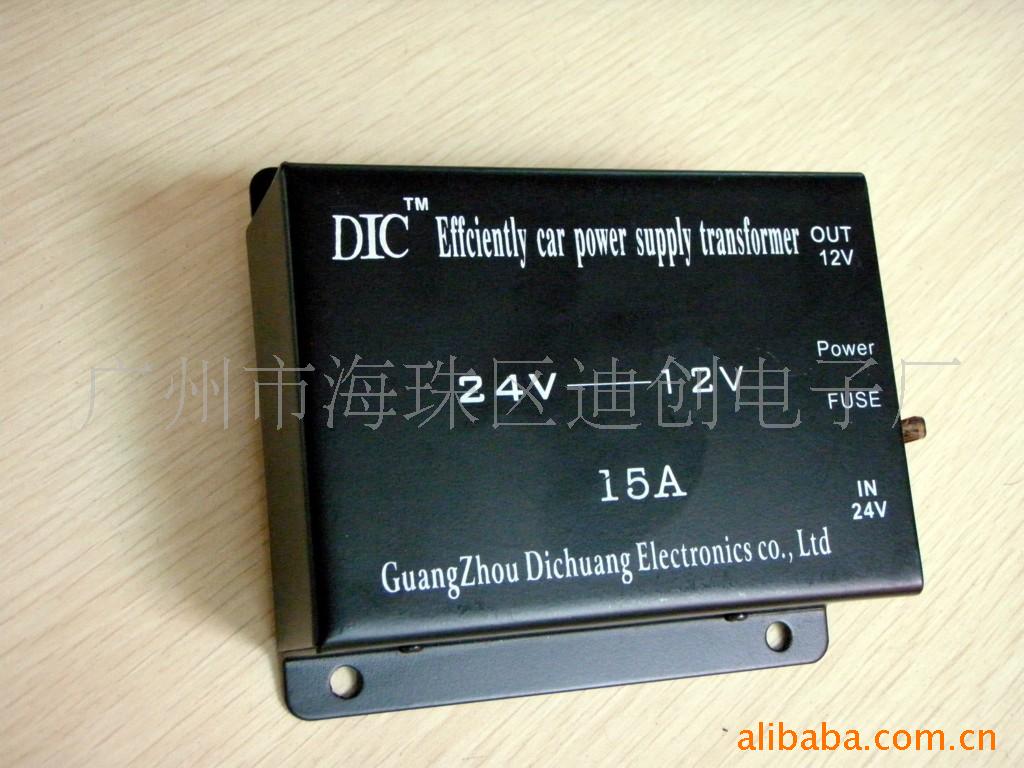 DIC™ Effciently car power supply transformer
OUT
12V
Power
FUSE
24V—12V
广州市海珠区迪创电子厂
15A
IN
24V
GuangZhou Dichuang Electronics co., Ltd
alibaba.com.cn